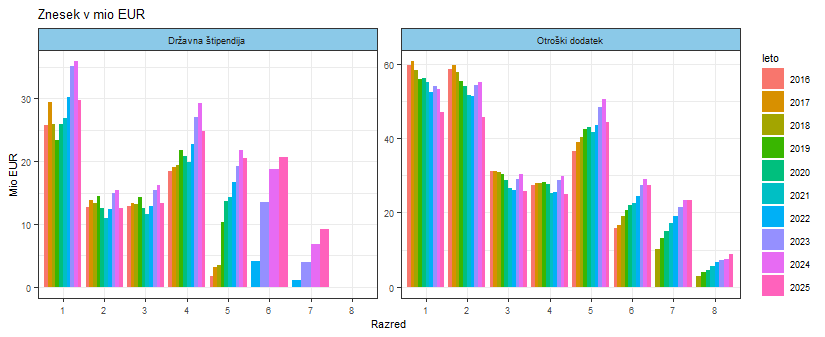 Znesek v mio EUR
Državna štipendija
Otroški dodatek
Mio EUR
30
20
10
0
60
40
20
0
1 2 3 4 5 6 7 8
1 2 3 4 5 6 7 8
Razred
leto
2016
2017
2018
2019
2020
2021
2022
2023
2024
2025